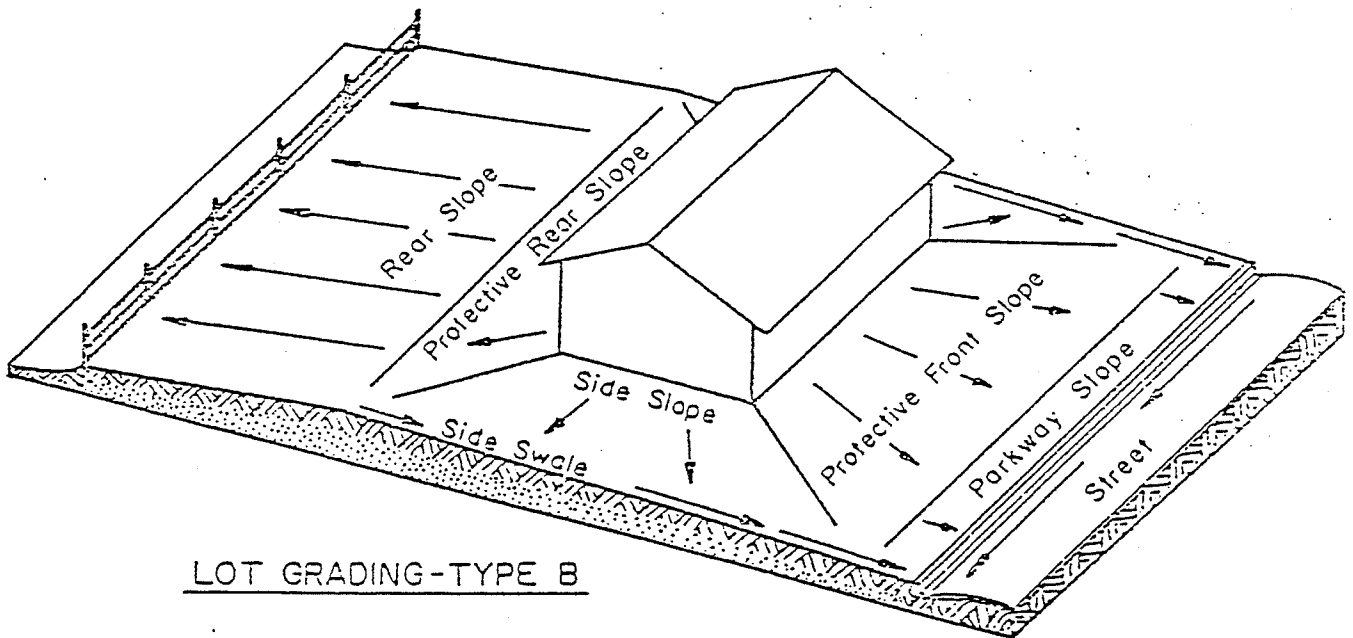 Rear Slope
Protective Rear Slope
Side Slope
Side Swale
Protective Front Slope
Parkway Slope
Street
LOT GRADING-TYPE B